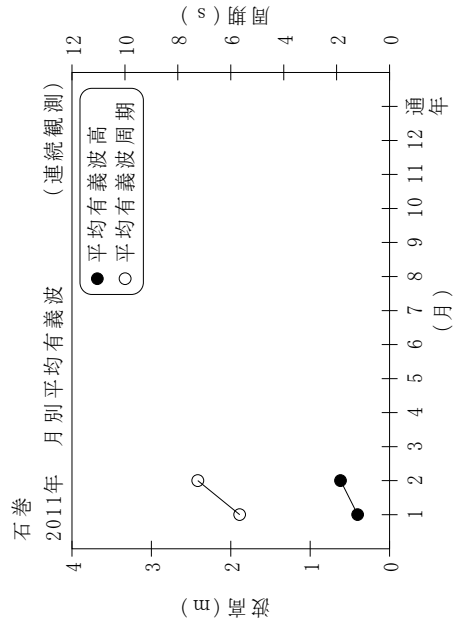 石巻
2011年 月別平均有義波 (連続観測)
平均有義波高
平均有義波周期
波高(m)
4
3
2
1
0
周期(s)
12
10
8
6
4
2
0
1 2 3 4 5 6 7 8 9 10 11 12 通年
(月)